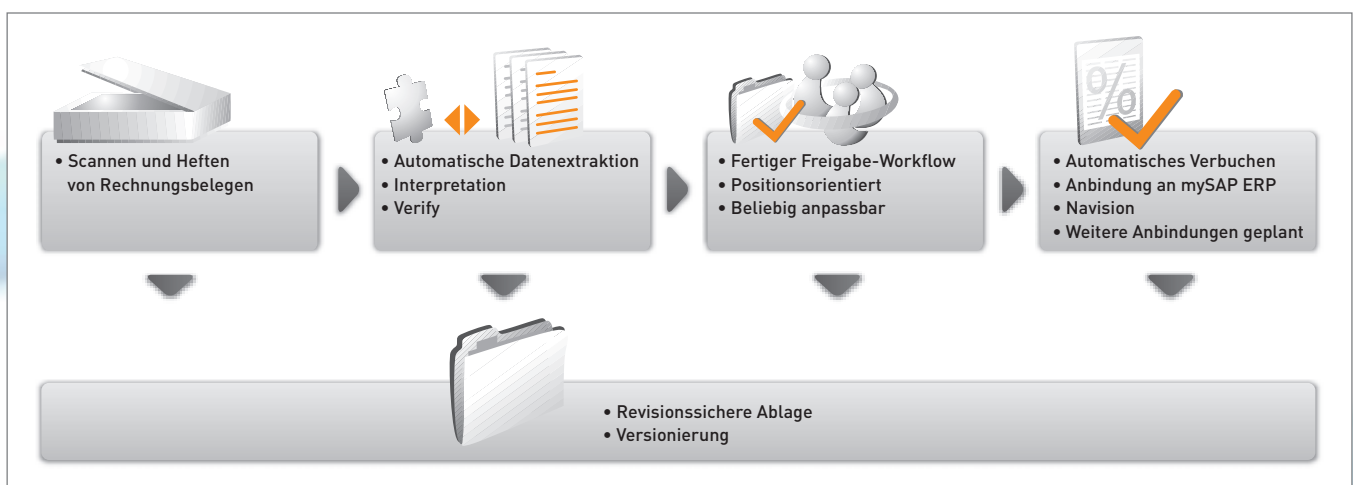 • Scannen und Heften
von Rechnungsbelegen
• Automatische Datenextraktion
• Interpretation
• Verify
• Fertiger Freigabe-Workflow
• Positionsorientiert
• Beliebig anpassbar
%
• Automatisches Verbuchen
• Anbindung an mySAP ERP
• Navision
• Weitere Anbindungen geplant
• Revisionssichere Ablage
• Versionierung